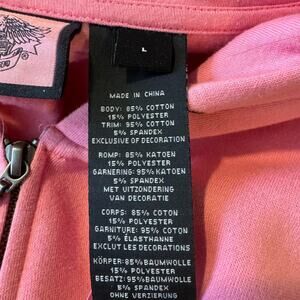 L
MADE IN CHINA
BODY: 85% COTTON
15% POLYESTER
TRIM: 95% COTTON
5% SPANDEX
EXCLUSIVE OF DECORATION
ROMP: 85% KATOEN
15% POLYESTER
GARNERING: 95% KATOEN
5% SPANDEX
MET UITZONDERING
VAN DECORATIE
CORPS: 85% COTON
15% POLYESTER
GARNITURE: 95% COTON
5% ÉLASTHANNE
EXCLUT LES DECORATIONS
KÖRPER: 85% BAUMWOLLE
15% POLYESTER
BESATZ: 95% BAUMWOLLE
5% SPANDEX
OHNE VERZIERUNG